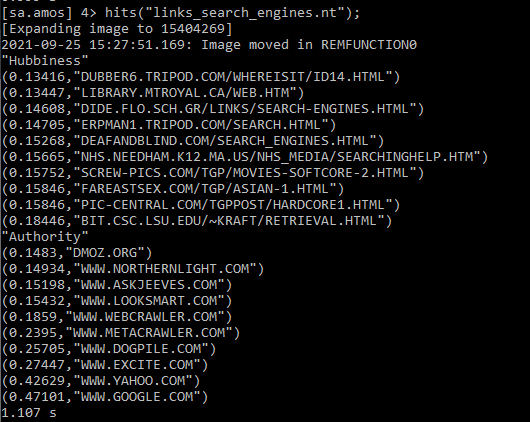 [sa.amos] 4> hits("links_search_engines.nt");
[Expanding image to 15404269]
2021-09-25 15:27:51.169: Image moved in REMFUNCTION0
"Hubbiness"
(0.13416,"DUBBER6.TRIPOD.COM/WHEREISIT/ID14.HTML")
(0.13447,"LIBRARY.MTROYAL.CA/WEB.HTM")
(0.14608,"DIDE.FLO.SCH.GR/LINKS/SEARCH-ENGINES.HTML")
(0.14705,"ERPMAN1.TRIPOD.COM/SEARCH.HTML")
(0.15268,"DEAFANDBLIND.COM/SEARCH_ENGINES.HTML")
(0.15665,"NHS.NEEDHAM.K12.MA.US/NHS_MEDIA/SEARCHINGHELP.HTM")
(0.15752,"SCREW-PICS.COM/TGP/MOVIES-SOFTCORE-2.HTML")
(0.15846,"FAREASTSEX.COM/TGP/ASIAN-1.HTML")
(0.15846,"PIC-CENTRAL.COM/TGPPOST/HARDCORE1.HTML")
(0.18446,"BIT.CSC.LSU.EDU/~KRAFT/RETRIEVAL.HTML")
"Authority"
(0.1483,"DMOZ.ORG")
(0.14934,"WWW.NORTHERNLIGHT.COM")
(0.15198,"WWW.ASKJEEVES.COM")
(0.15432,"WWW.LOOKSMART.COM")
(0.1859,"WWW.WEBCRAWLER.COM")
(0.2395,"WWW.METACRAWLER.COM")
(0.25705,"WWW.DOGPILE.COM")
(0.27447,"WWW.EXCITE.COM")
(0.42629,"WWW.YAHOO.COM")
(0.47101,"WWW.GOOGLE.COM")
1.107 s